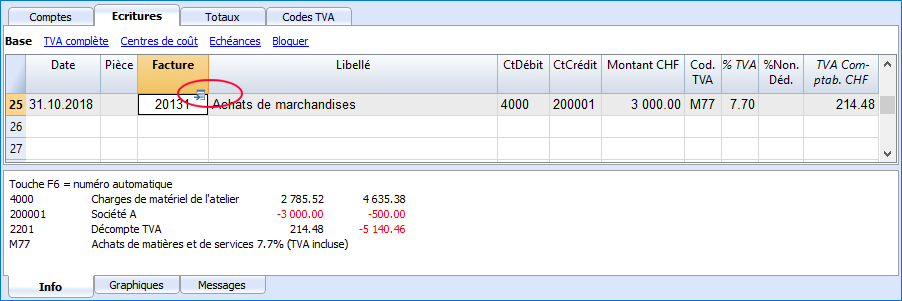 Comptes Ecritures Totaux Codes TVA
Base TVA complète Centres de coût Echéances Bloquer
Date Pièce Facture Libellé CtDébit CtCrédit Montant CHF Cod. TVA % TVA %Non. Déd. TVA Com- ptab. CHF
25 31.10.2018 20131 Achats de marchandises 4000 200001 3 000.00 M77 7.70 214.48
26
27
Touche F6 = numéro automatique
4000 Charges de matériel de l'atelier 2 785.52 4 635.38
200001 Société A -3 000.00 -500.00
2201 Décompte TVA 214.48 -5 140.46
M77 Achats de matières et de services 7.7% (TVA incluse)
Info Graphiques Messages